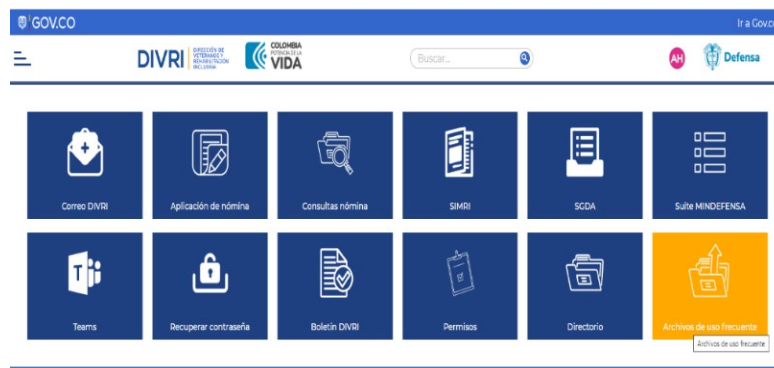 GOV.CO
Ir a Gov.co
DIVRI
DIRECCIÓN DE
VETERANOS Y
REHABILITACIÓN
INCLUSIVA
COLOMBIA
POTENCIA DE LA
VIDA
Buscar...
AH
Defensa
Correo DIVRI
Aplicación de nómina
Consultas nómina
SIMRI
SGDA
Suite MINDEFENSA
Teams
Recuperar contraseña
Boletin DIVRI
Permisos
Directorio
Archivos de uso frecuente
Archivos de uso frecuente